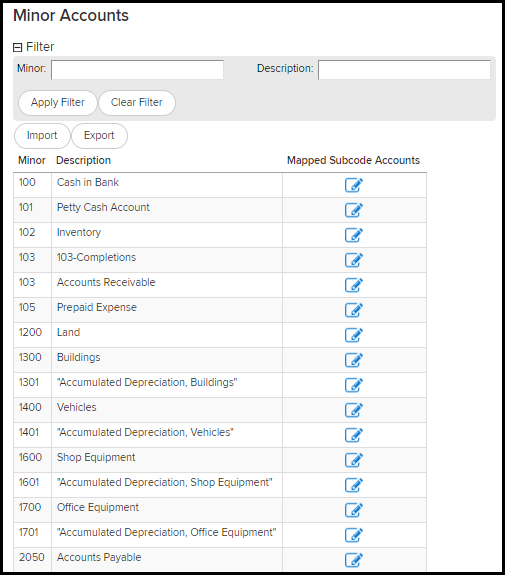 Minor Accounts
Filter
Minor: Description:
Apply Filter Clear Filter
Import Export
Minor Description Mapped Subcode Accounts
100 Cash in Bank
101 Petty Cash Account
102 Inventory
103 103-Completions
103 Accounts Receivable
105 Prepaid Expense
1200 Land
1300 Buildings
1301 "Accumulated Depreciation, Buildings"
1400 Vehicles
1401 "Accumulated Depreciation, Vehicles"
1600 Shop Equipment
1601 "Accumulated Depreciation, Shop Equipment"
1700 Office Equipment
1701 "Accumulated Depreciation, Office Equipment"
2050 Accounts Payable